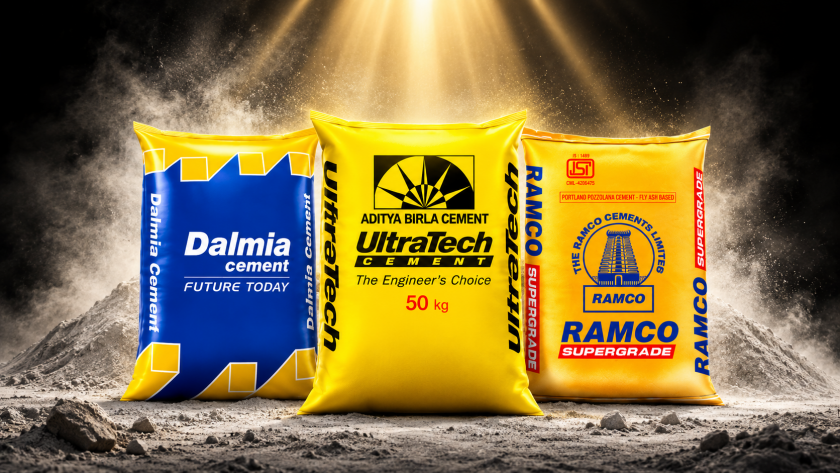 Dalmia Cement
Dalmia
cement
FUTURE TODAY
Dalmia Cement
UltraTech
ADITYA BIRLA CEMENT
UltraTech
CEMENT
The Engineer's Choice
50 kg
UltraTech
RAMCO
SUPERGRADE
ISI
PORTLAND POZZOLANA CEMENT - FLY ASH BASED
THE RAMCO CEMENTS LIMITES
RAMCO
RAMCO
SUPERGRADE
SUPERGRADE
RAMCO